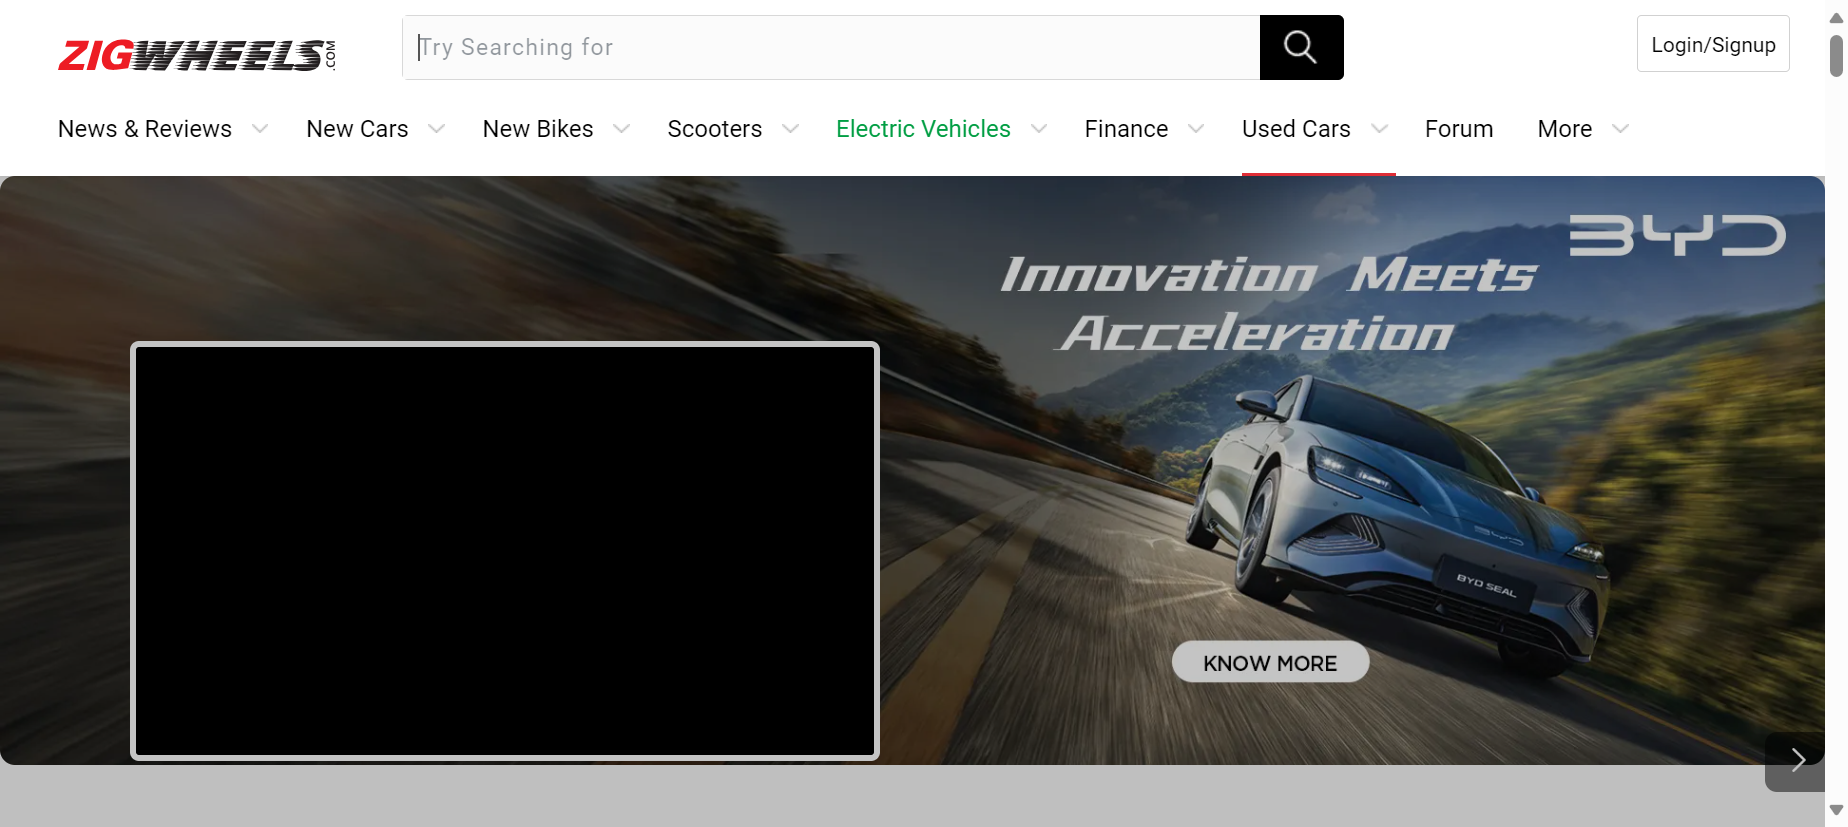 ZIGWHEELS.COM
Try Searching for
Login/Signup
News & Reviews
New Cars
New Bikes
Scooters
Electric Vehicles
Finance
Used Cars
Forum
More
BYD
Innovation Meets
Acceleration
BYD
BYD SEAL
KNOW MORE